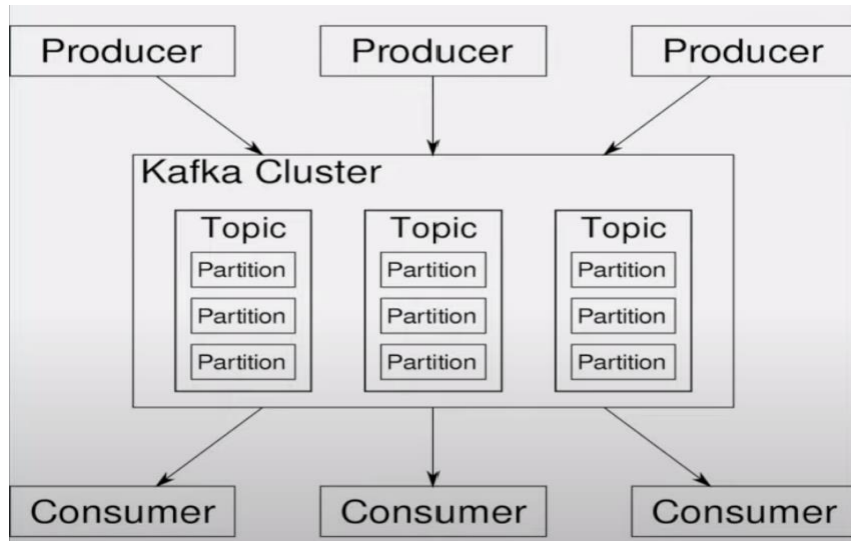 Producer Producer Producer
Kafka Cluster
Topic Topic Topic
Partition Partition Partition
Partition Partition Partition
Partition Partition Partition
Consumer Consumer Consumer